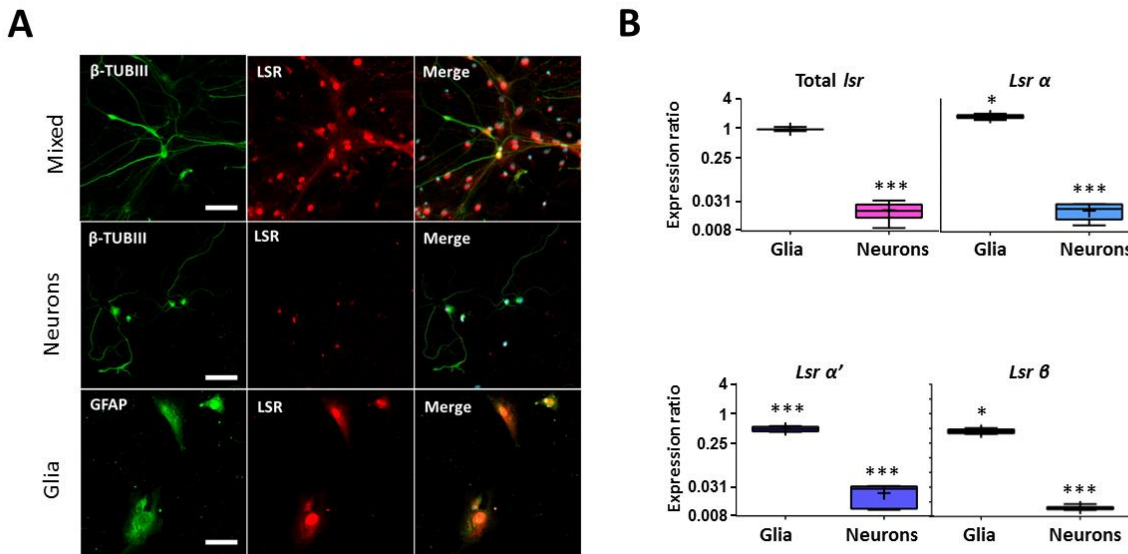 A
B
β-TUBIII
LSR
Merge
Mixed
β-TUBIII
LSR
Merge
Neurons
GFAP
LSR
Merge
Glia
Total lsr
Lsr α
Expression ratio
4
1
0.25
0.031
0.008
***
*
***
Glia
Neurons
Glia
Neurons
Lsr α’
Lsr β
Expression ratio
4
1
0.25
0.031
0.008
***
***
*
***
Glia
Neurons
Glia
Neurons